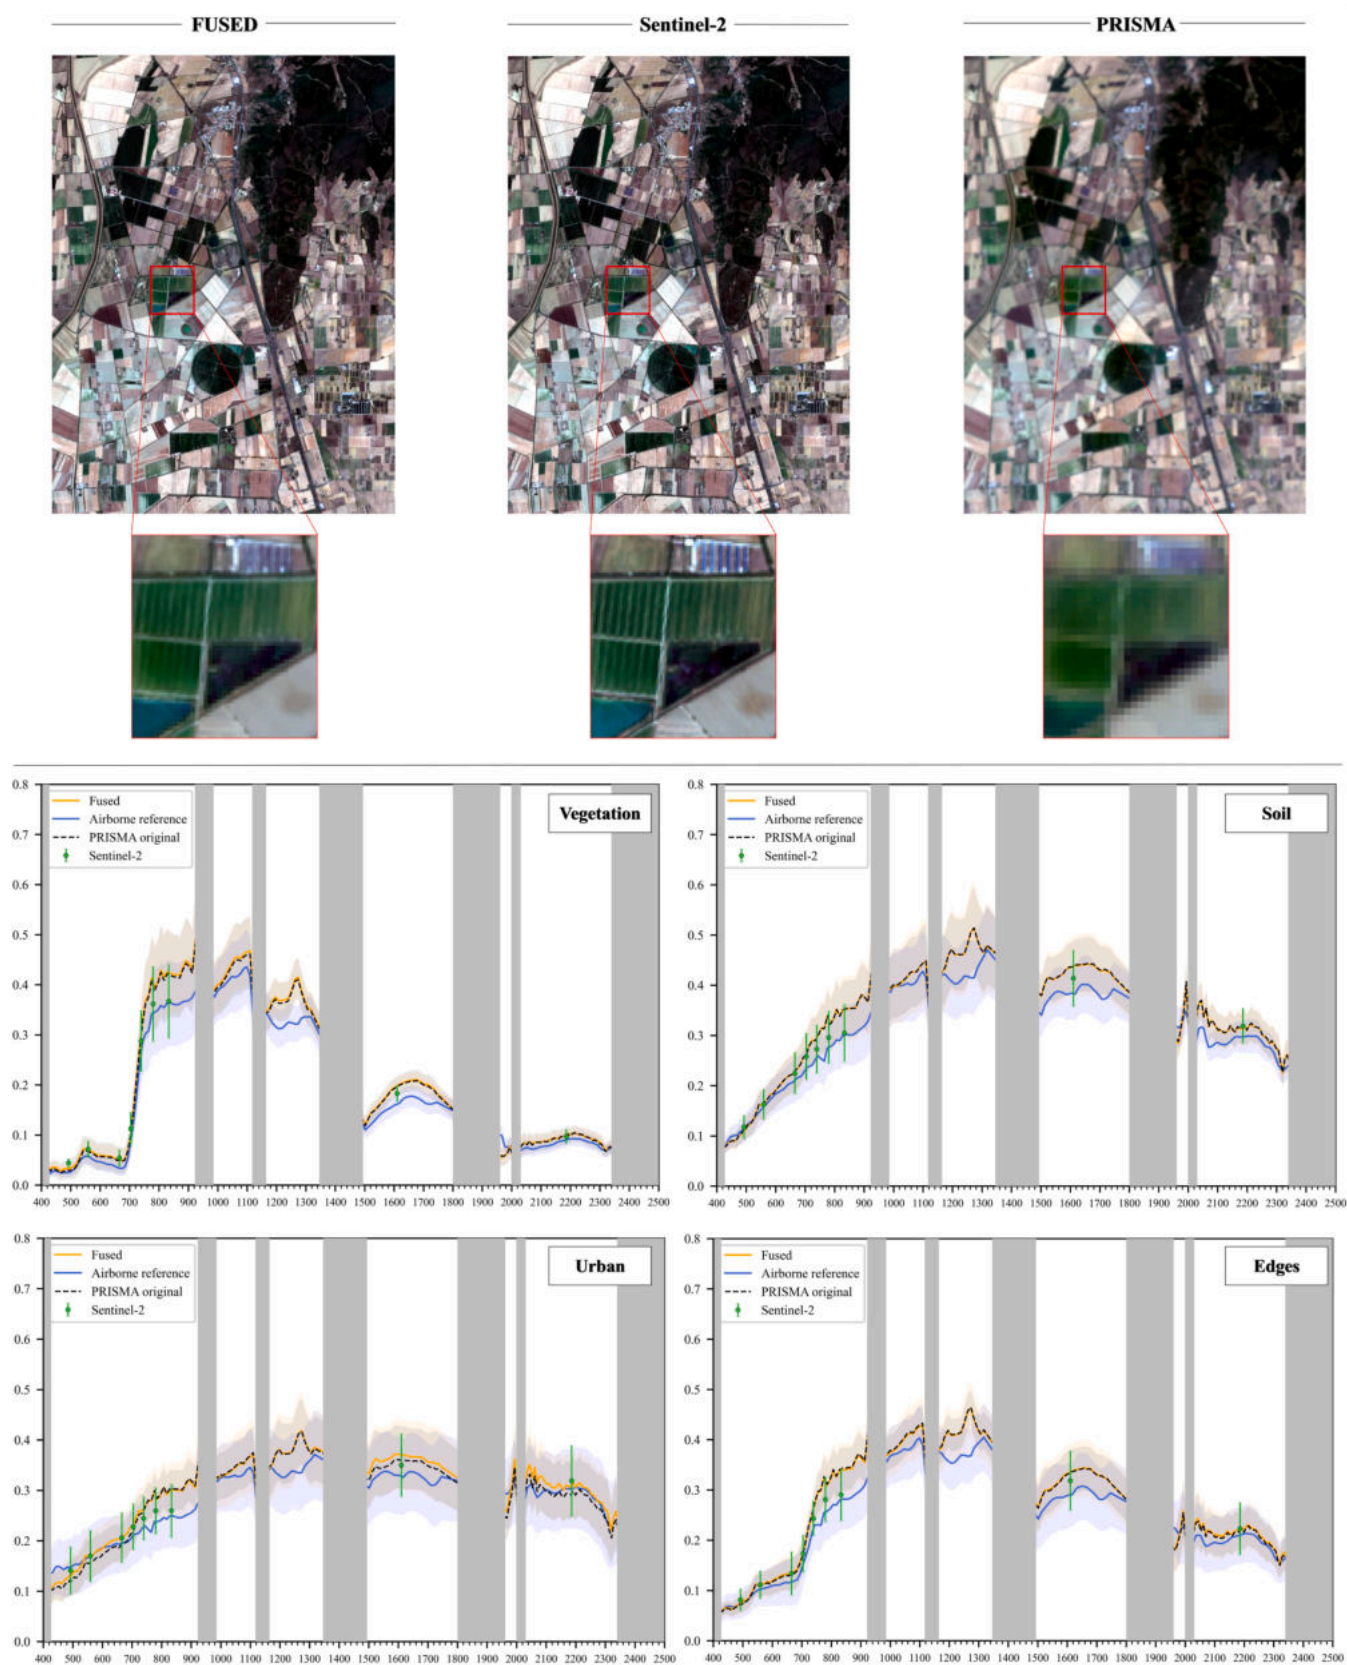 FUSED Sentinel-2 PRISMA
0.8 0.8
Fused Fused
Airborne reference Vegetation Airborne reference Soil
0.7 0.7
PRISMA original PRISMA original
Sentinel-2 Sentinel-2
0.6 0.6
0.5 0.5
0.4 0.4
0.3 0.3
0.2 0.2
0.1 0.1
0.0 0.0
400 500 600 700 800 900 1000 1100 1200 1300 1400 1500 1600 1700 1800 1900 2000 2100 2200 2300 2400 2500 400 500 600 700 800 900 1000 1100 1200 1300 1400 1500 1600 1700 1800 1900 2000 2100 2200 2300 2400 2500
0.8 0.8
Fused Fused
Airborne reference Urban Airborne reference Edges
0.7 0.7
PRISMA original PRISMA original
Sentinel-2 Sentinel-2
0.6 0.6
0.5 0.5
0.4 0.4
0.3 0.3
0.2 0.2
0.1 0.1
0.0 0.0
400 500 600 700 800 900 1000 1100 1200 1300 1400 1500 1600 1700 1800 1900 2000 2100 2200 2300 2400 2500 400 500 600 700 800 900 1000 1100 1200 1300 1400 1500 1600 1700 1800 1900 2000 2100 2200 2300 2400 2500